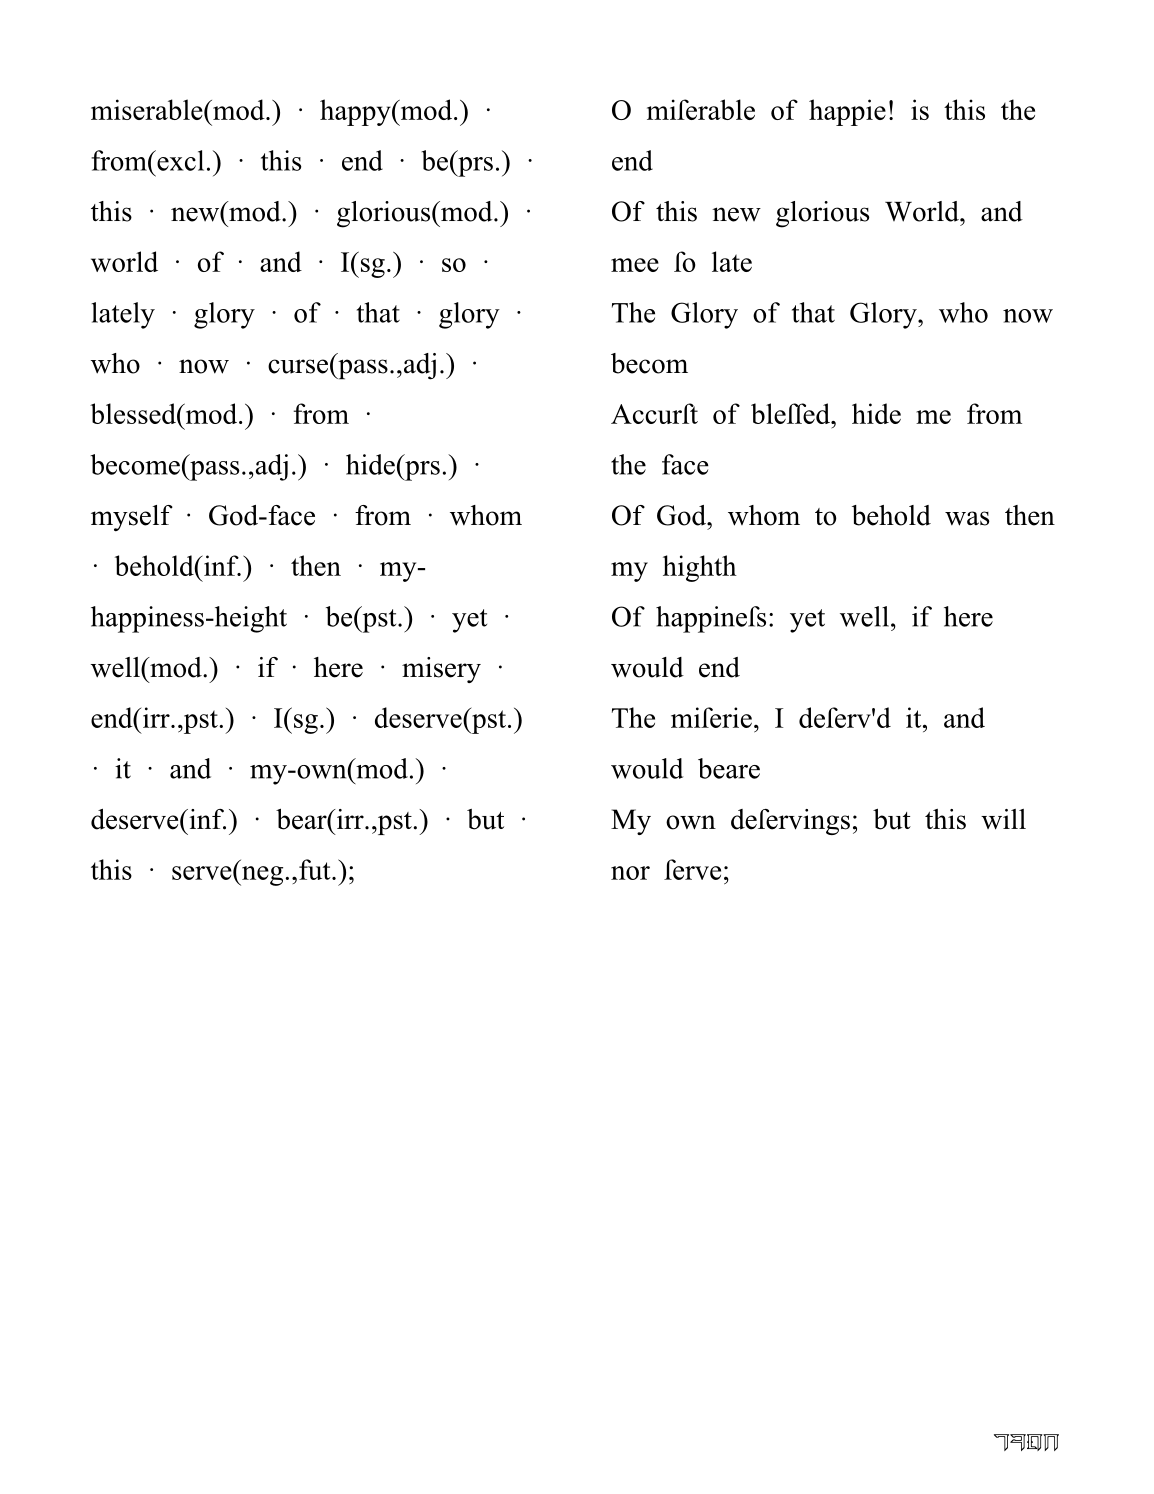 miserable(mod.) · happy(mod.) ·
from(excl.) · this · end · be(prs.) ·
this · new(mod.) · glorious(mod.) ·
world · of · and · I(sg.) · so ·
lately · glory · of · that · glory ·
who · now · curse(pass.,adj.) ·
blessed(mod.) · from ·
become(pass.,adj.) · hide(prs.) ·
myself · God-face · from · whom
· behold(inf.) · then · my-
happiness-height · be(pst.) · yet ·
well(mod.) · if · here · misery ·
end(irr.,pst.) · I(sg.) · deserve(pst.)
· it · and · my-own(mod.) ·
deserve(inf.) · bear(irr.,pst.) · but ·
this · serve(neg.,fut.);
O miſerable of happie! is this the
end
Of this new glorious World, and
mee ſo late
The Glory of that Glory, who now
becom
Accurſt of bleſſed, hide me from
the face
Of God, whom to behold was then
my highth
Of happineſs: yet well, if here
would end
The miſerie, I deſerv'd it, and
would beare
My own deſervings; but this will
nor ſerve;